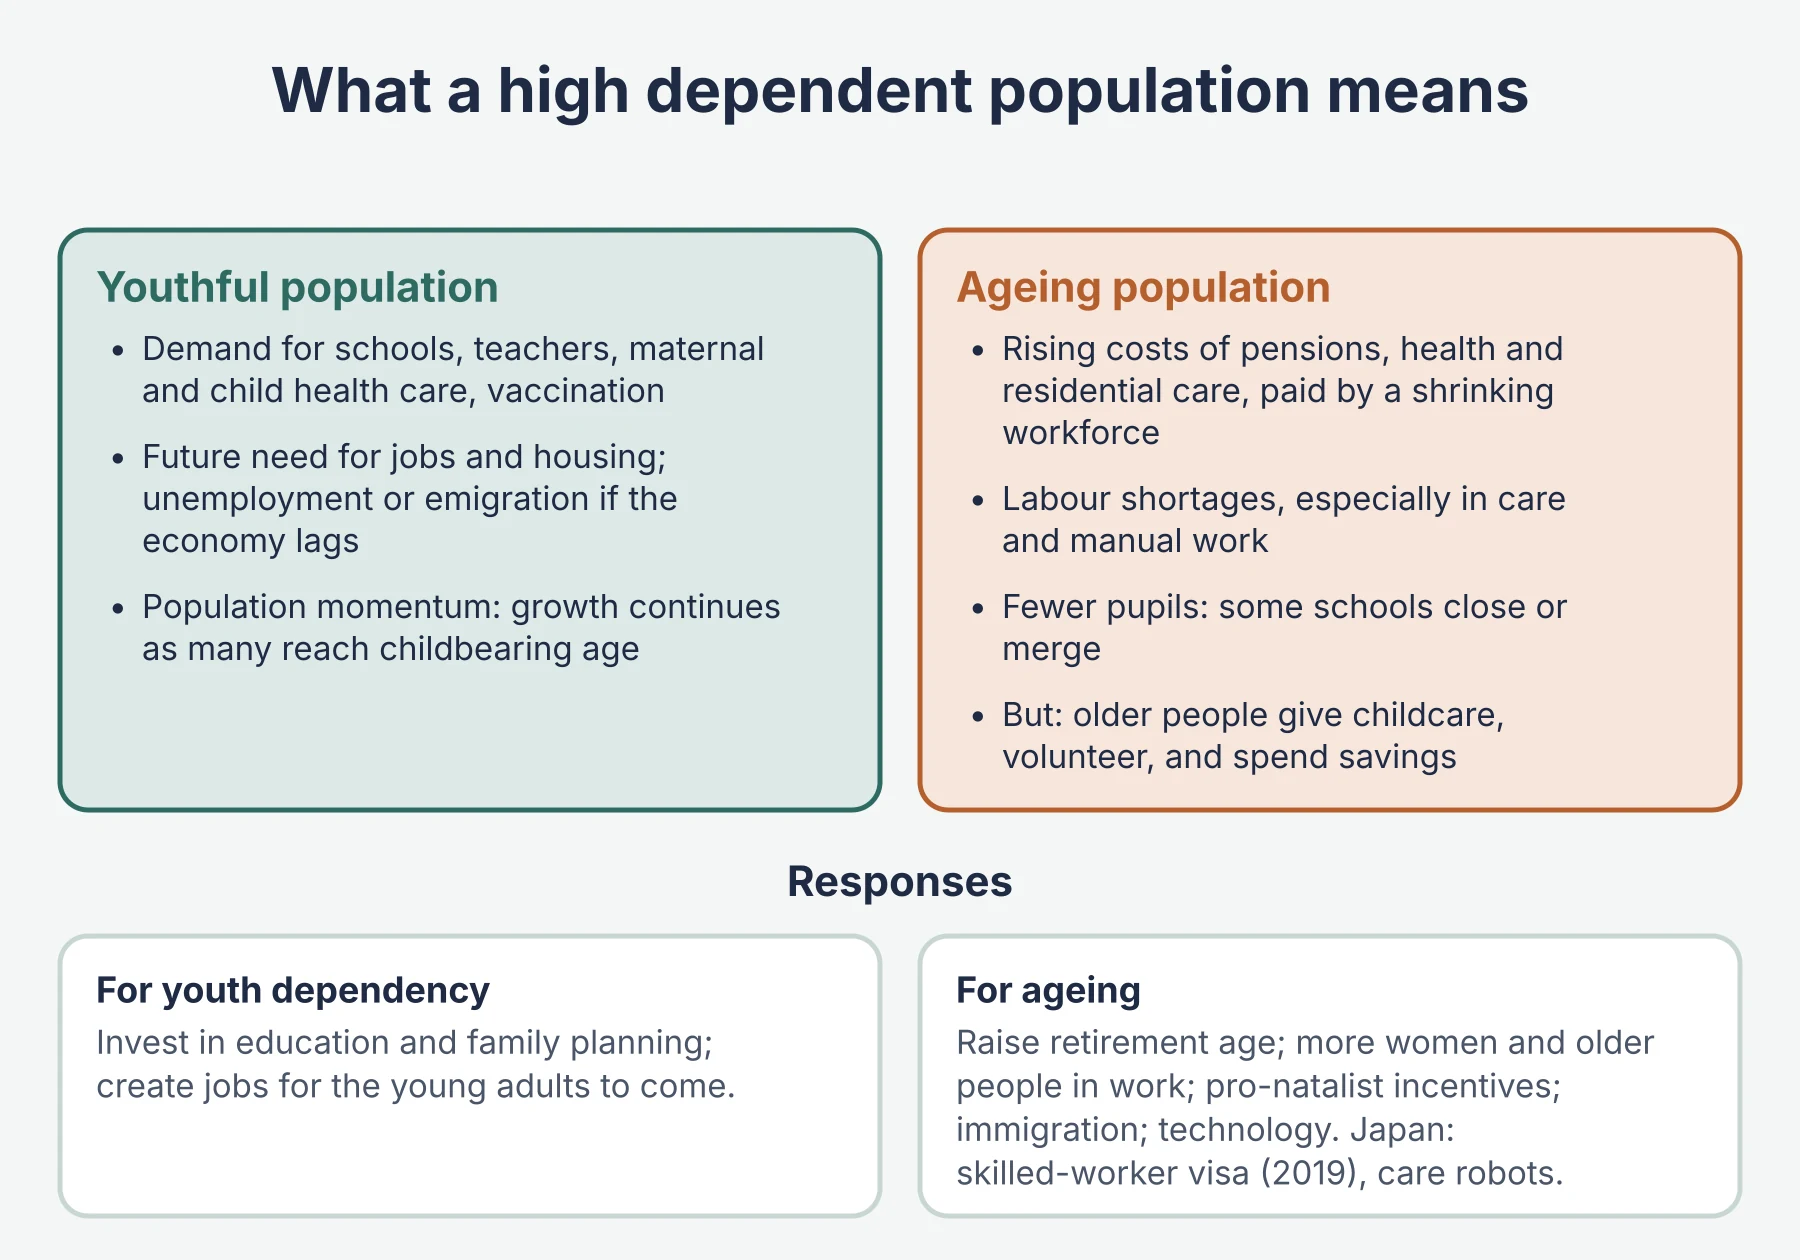 What a high dependent population means
Youthful population
• Demand for schools, teachers, maternal
and child health care, vaccination
• Future need for jobs and housing;
unemployment or emigration if the
economy lags
• Population momentum: growth continues
as many reach childbearing age
Ageing population
• Rising costs of pensions, health and
residential care, paid by a shrinking
workforce
• Labour shortages, especially in care
and manual work
• Fewer pupils: some schools close or
merge
• But: older people give childcare,
volunteer, and spend savings
Responses
For youth dependency
Invest in education and family planning;
create jobs for the young adults to come.
For ageing
Raise retirement age; more women and older
people in work; pro-natalist incentives;
immigration; technology. Japan:
skilled-worker visa (2019), care robots.